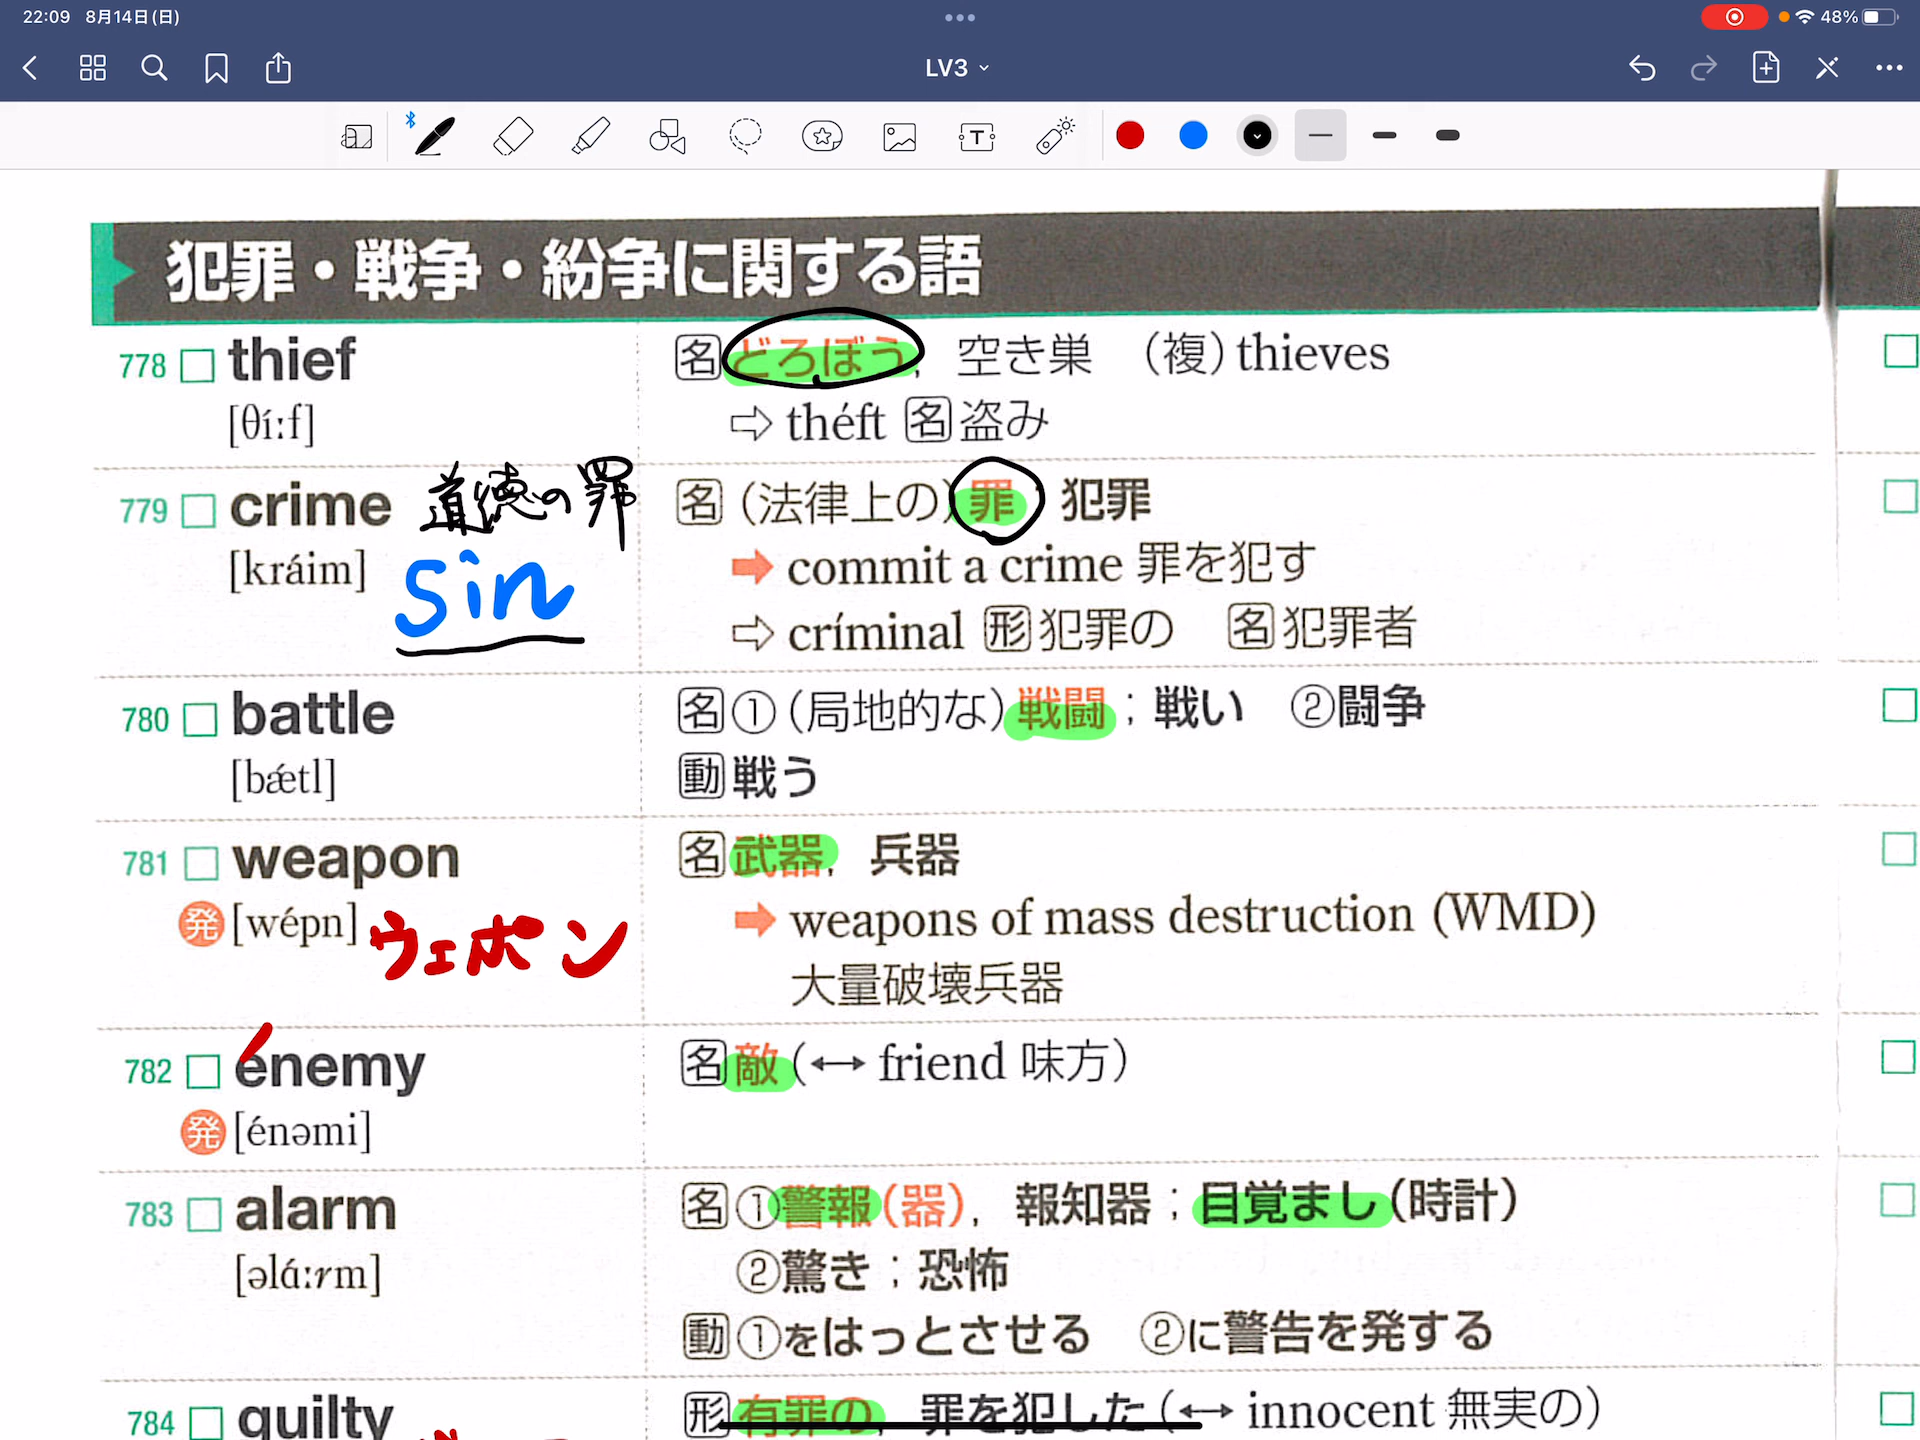 22:09 8月14日(日)
48%
LV3
犯罪・戦争・紛争に関する語
778 thief
名 どろぼう, 空き巣 (複) thieves
[θíːf]
⇨ théft 名 盗み
779 crime 道徳の罪
名 (法律上の) 罪 犯罪
[kráim] sin
➡ commit a crime 罪を犯す
⇨ críminal 形 犯罪の 名 犯罪者
780 battle
名 ① (局地的な) 戦闘 ; 戦い ②闘争
[bǽtl]
動 戦う
781 weapon
名 武器, 兵器
発 [wépn] ウェポン
➡ weapons of mass destruction (WMD)
大量破壊兵器
782 énemy
名 敵 (↔ friend 味方)
発 [énəmi]
783 alarm
名 ①警報(器), 報知器 ; 目覚まし(時計)
[əláːrm]
②驚き ; 恐怖
動 ①をはっとさせる ②に警告を発する
784 guilty
形 有罪の, 罪を犯した (↔ innocent 無実の)